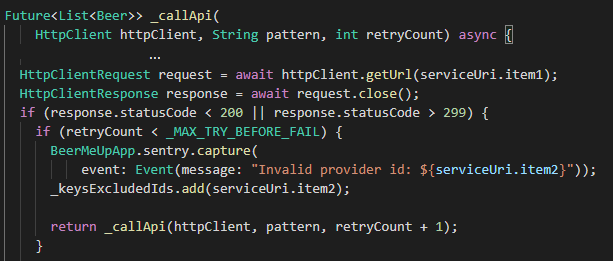 Future<List<Beer>> _callApi(
HttpClient httpClient, String pattern, int retryCount) async {
...
HttpClientRequest request = await httpClient.getUrl(serviceUri.item1);
HttpClientResponse response = await request.close();
if (response.statusCode < 200 || response.statusCode > 299) {
if (retryCount < _MAX_TRY_BEFORE_FAIL) {
BeerMeUpApp.sentry.capture(
event: Event(message: "Invalid provider id: ${serviceUri.item2}"));
_keysExcludedIds.add(serviceUri.item2);
return _callApi(httpClient, pattern, retryCount + 1);
}